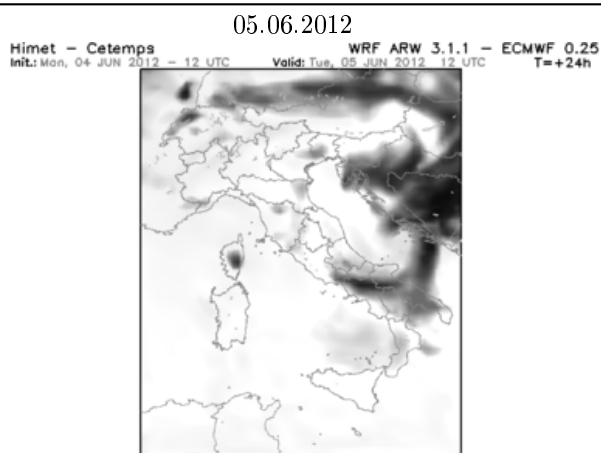 05.06.2012
Himet - Cetemps WRF ARW 3.1.1 - ECMWF 0.25
Init.: Mon, 04 JUN 2012 - 12 UTC Valid: Tue, 05 JUN 2012 12 UTC T=+24h